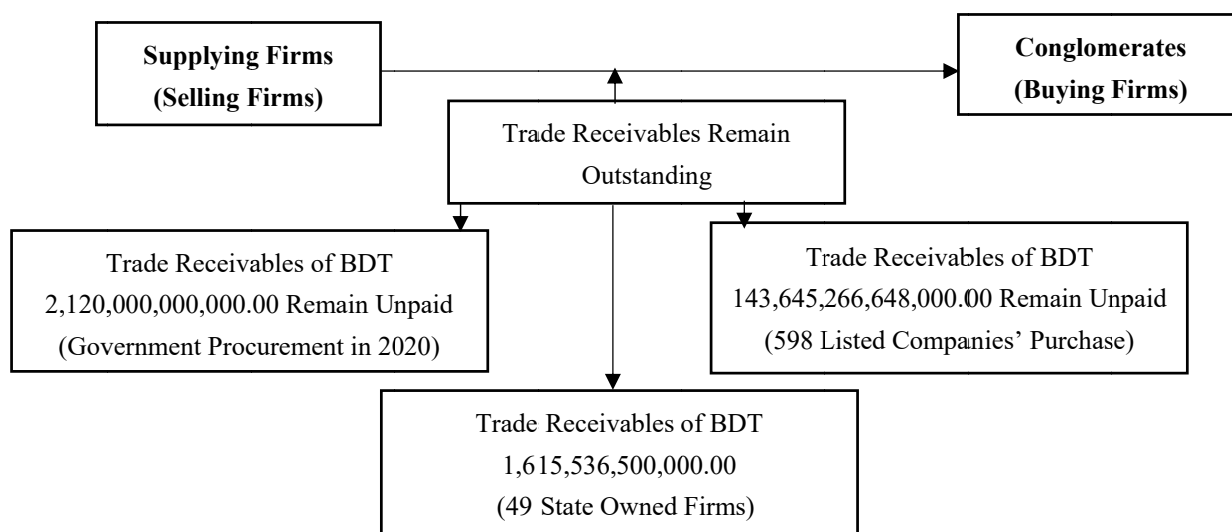 Supplying Firms
(Selling Firms)
Conglomerates
(Buying Firms)
Trade Receivables Remain
Outstanding
Trade Receivables of BDT
2,120,000,000,000.00 Remain Unpaid
(Government Procurement in 2020)
Trade Receivables of BDT
143,645,266,648,000.00 Remain Unpaid
(598 Listed Companies’ Purchase)
Trade Receivables of BDT
1,615,536,500,000.00
(49 State Owned Firms)